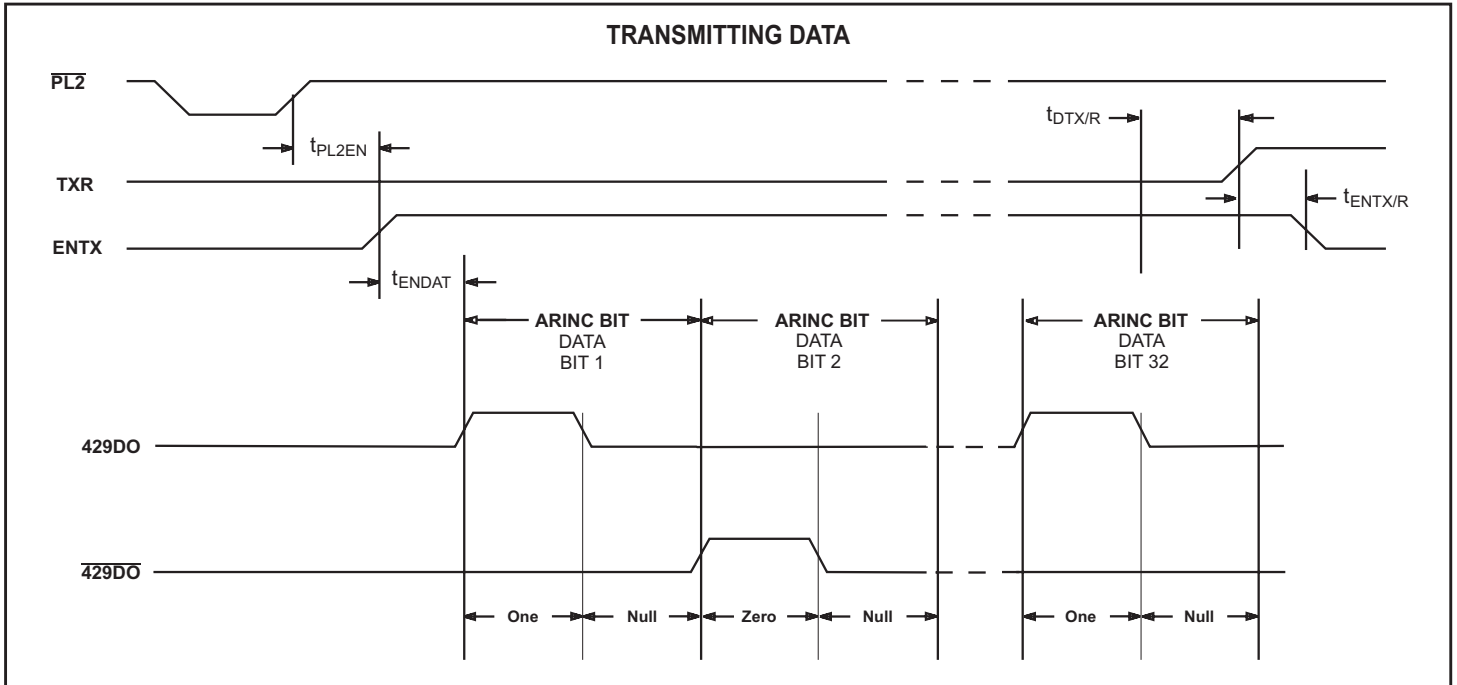 TRANSMITTING DATA
PL2
tDTX/R
tPL2EN
TXR
tENTX/R
ENTX
tENDAT
ARINC BIT ARINC BIT ARINC BIT
DATA DATA DATA
BIT 1 BIT 2 BIT 32
429DO
429DO
One Null Zero Null One Null